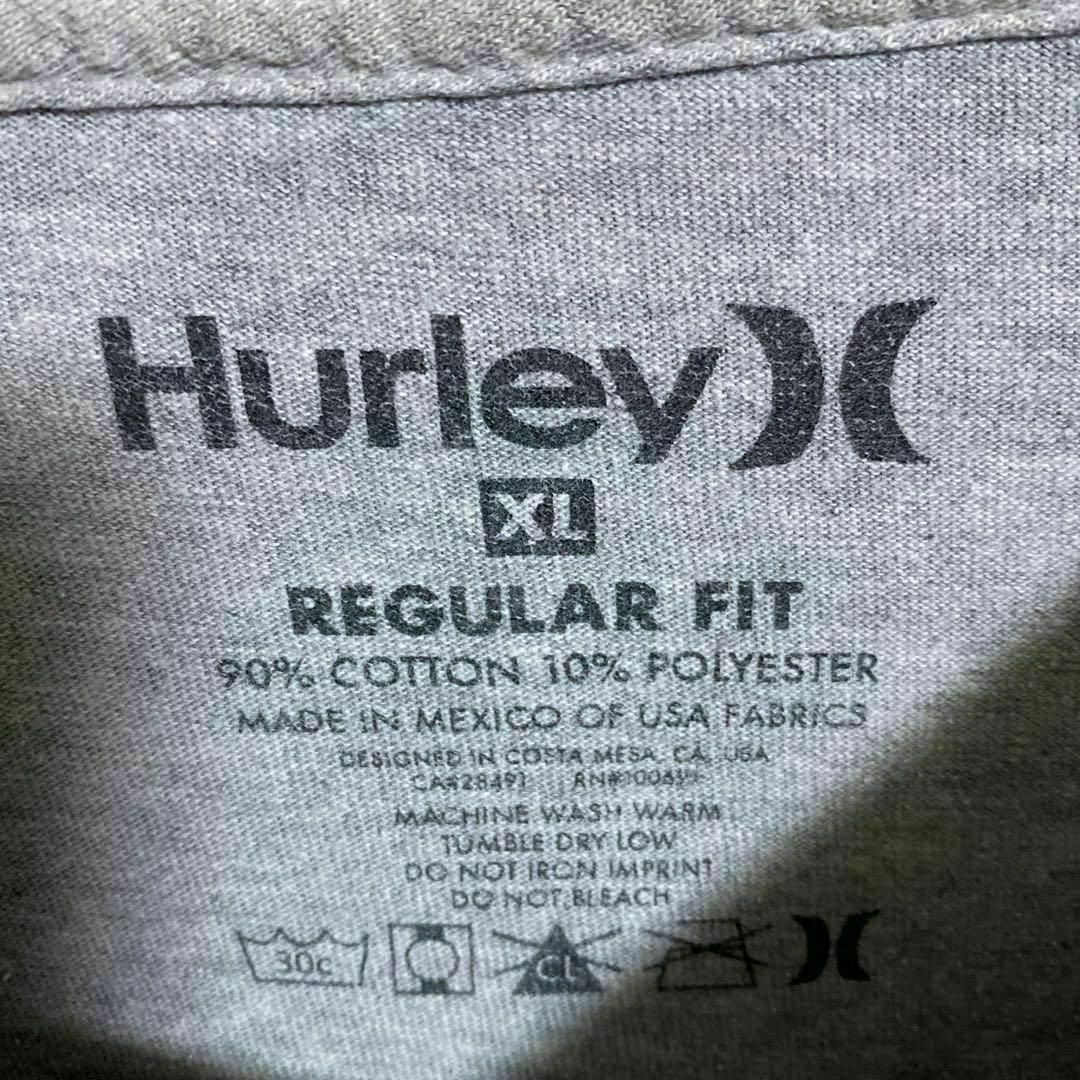 Hurley
XL
REGULAR FIT
90% COTTON 10% POLYESTER
MADE IN MEXICO OF USA FABRICS
DESIGNED IN COSTA MESA, CA, USA
MACHINE WASH WARM
TUMBLE DRY LOW
DO NOT IRON IMPRINT
DO NOT BLEACH
30c CL